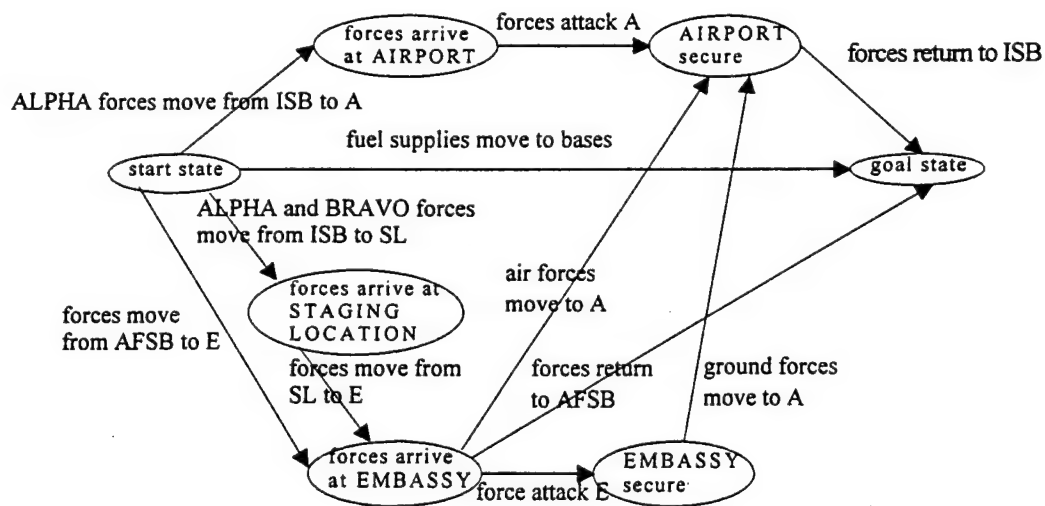 forces arrive
at AIRPORT
forces attack A
AIRPORT
secure
forces return to ISB
ALPHA forces move from ISB to A
fuel supplies move to bases
start state
goal state
ALPHA and BRAVO forces
move from ISB to SL
forces arrive at
STAGING
LOCATION
air forces
move to A
forces move
from AFSB to E
forces move from
SL to E
forces return
to AFSB
ground forces
move to A
forces arrive
at EMBASSY
force attack E
EMBASSY
secure